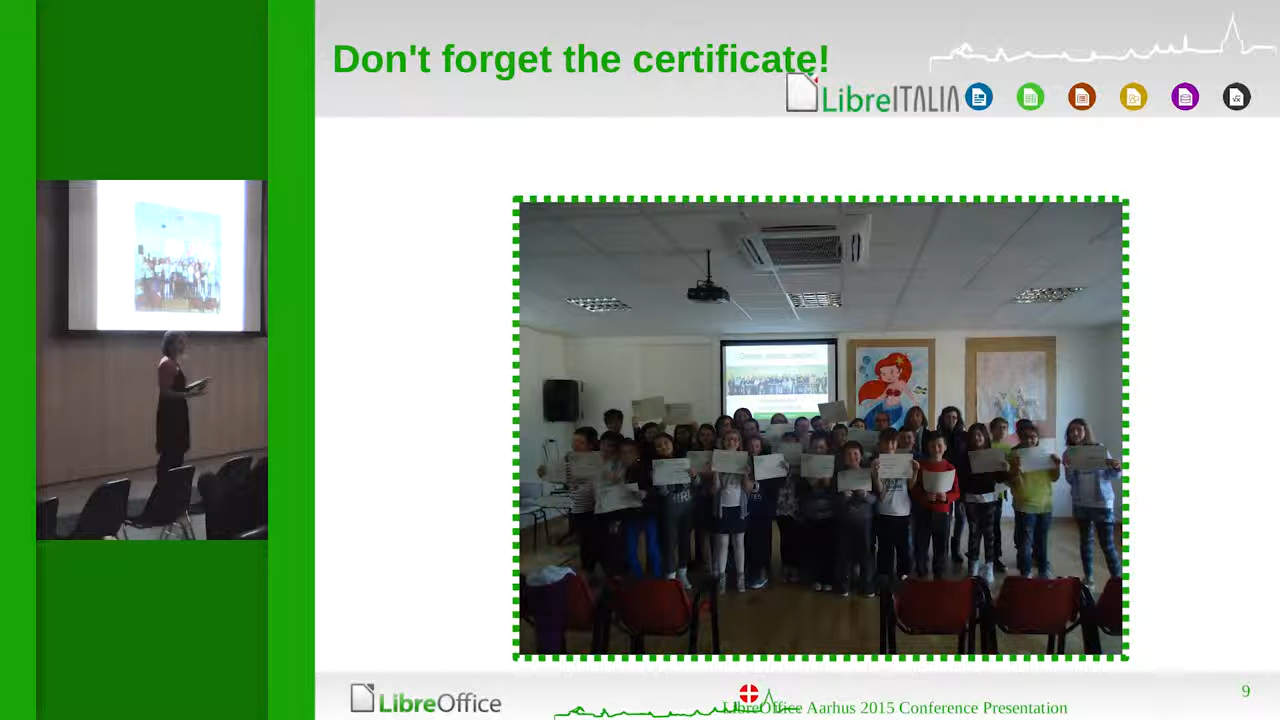 Don't forget the certificate!
LibreITALIA
LibreOffice
LibreOffice Aarhus 2015 Conference Presentation
9